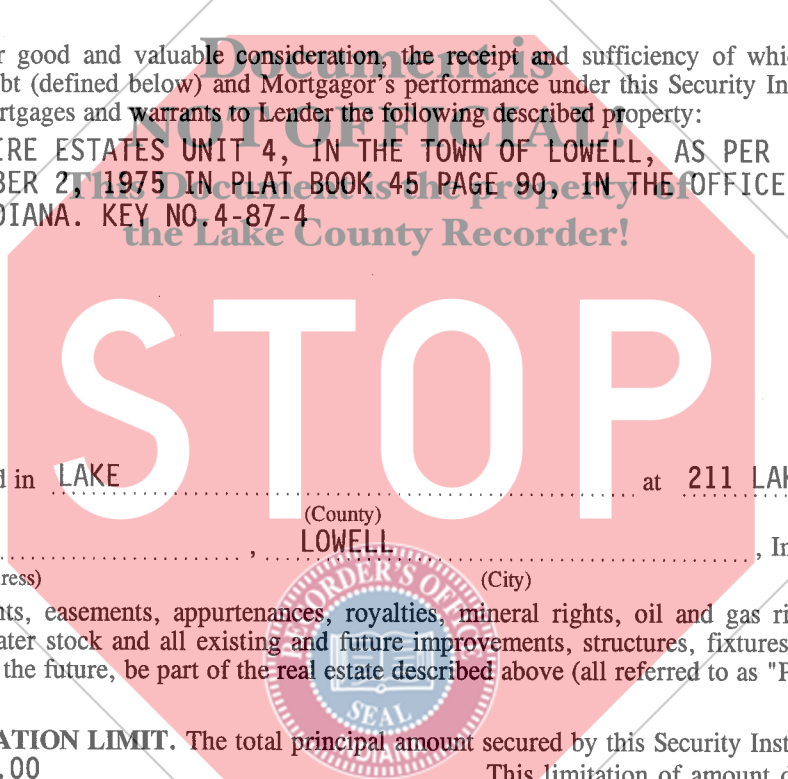 r good and valuable consideration, the receipt and sufficiency of whi
Document is
bt (defined below) and Mortgagor's performance under this Security In
rtgages and warrants to Lender the following described property:
NOT OFFICIAL!
ERE ESTATES UNIT 4, IN THE TOWN OF LOWELL, AS PER
BER 2, 1975 IN PLAT BOOK 45 PAGE 90, IN THE OFFICE
This Document is the property of
DIANA. KEY NO.4-87-4
the Lake County Recorder!
STOP
d in LAKE at 211 LAK
(County)
, LOWELL , In
ress) (City)
RECORDER'S OFFICE
nts, easements, appurtenances, royalties, mineral rights, oil and gas ri
ater stock and all existing and future improvements, structures, fixtures
the future, be part of the real estate described above (all referred to as "P
SEAL
ATION LIMIT. The total principal amount secured by this Security Inst
.00 This limitation of amount d